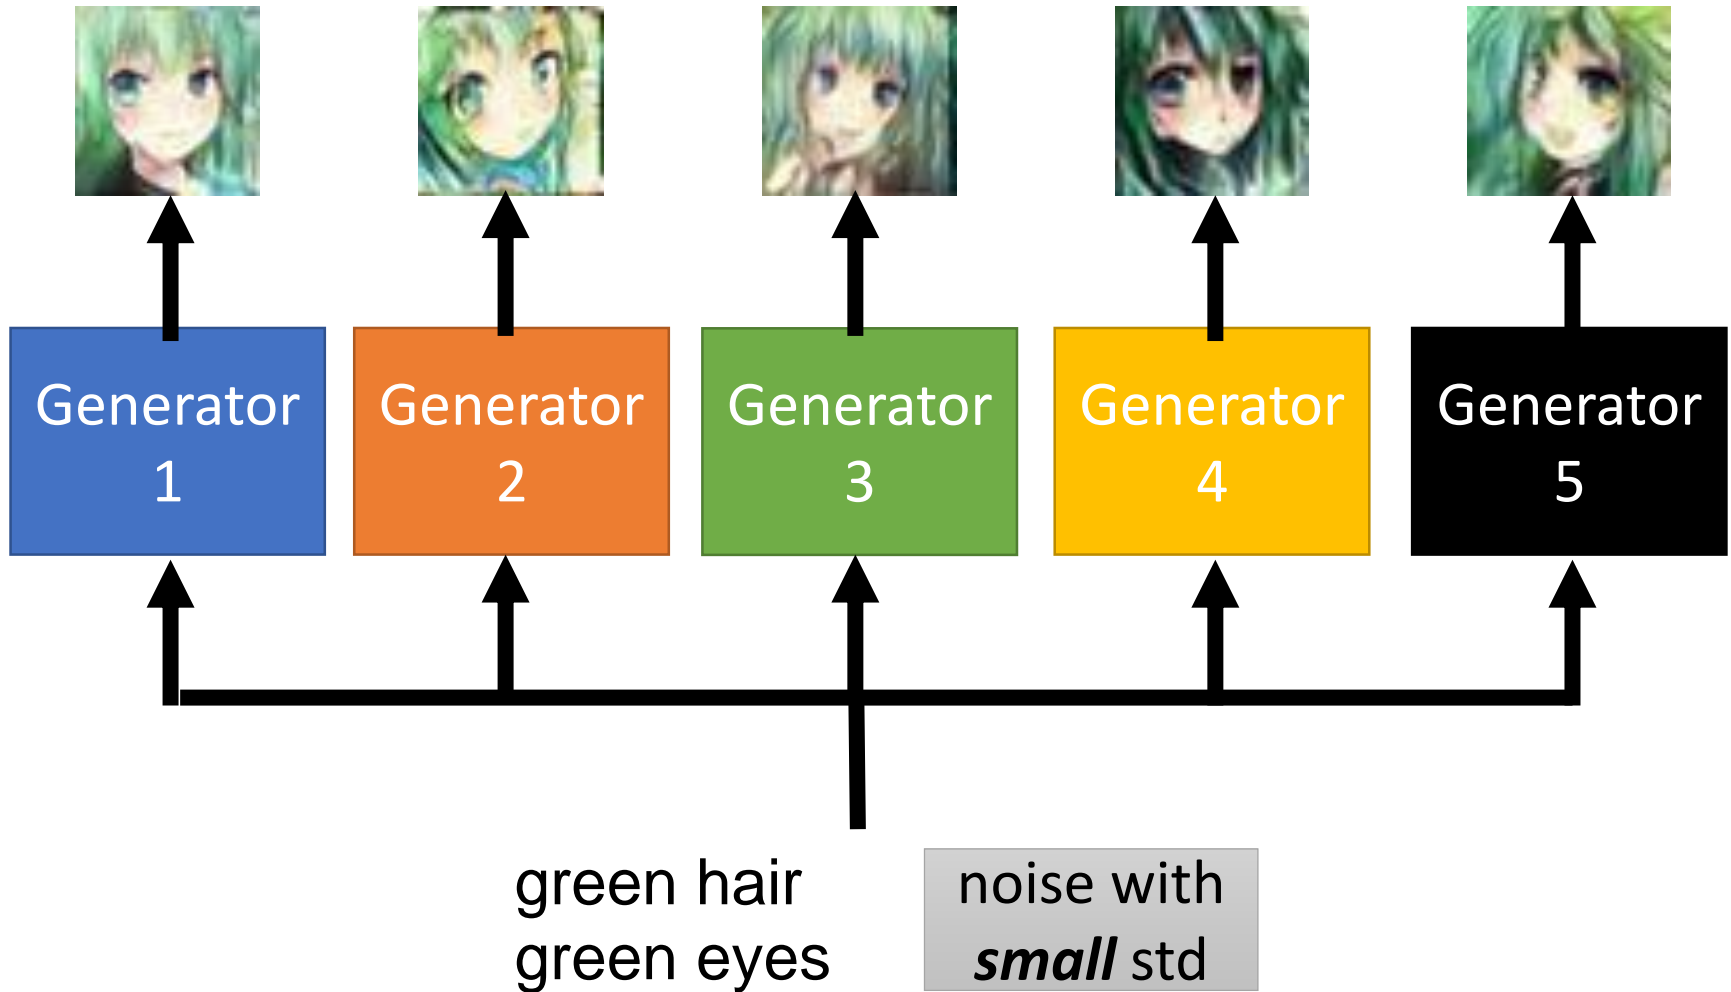 Generator
1
Generator
2
Generator
3
Generator
4
Generator
5
green hair
green eyes
noise with
small std